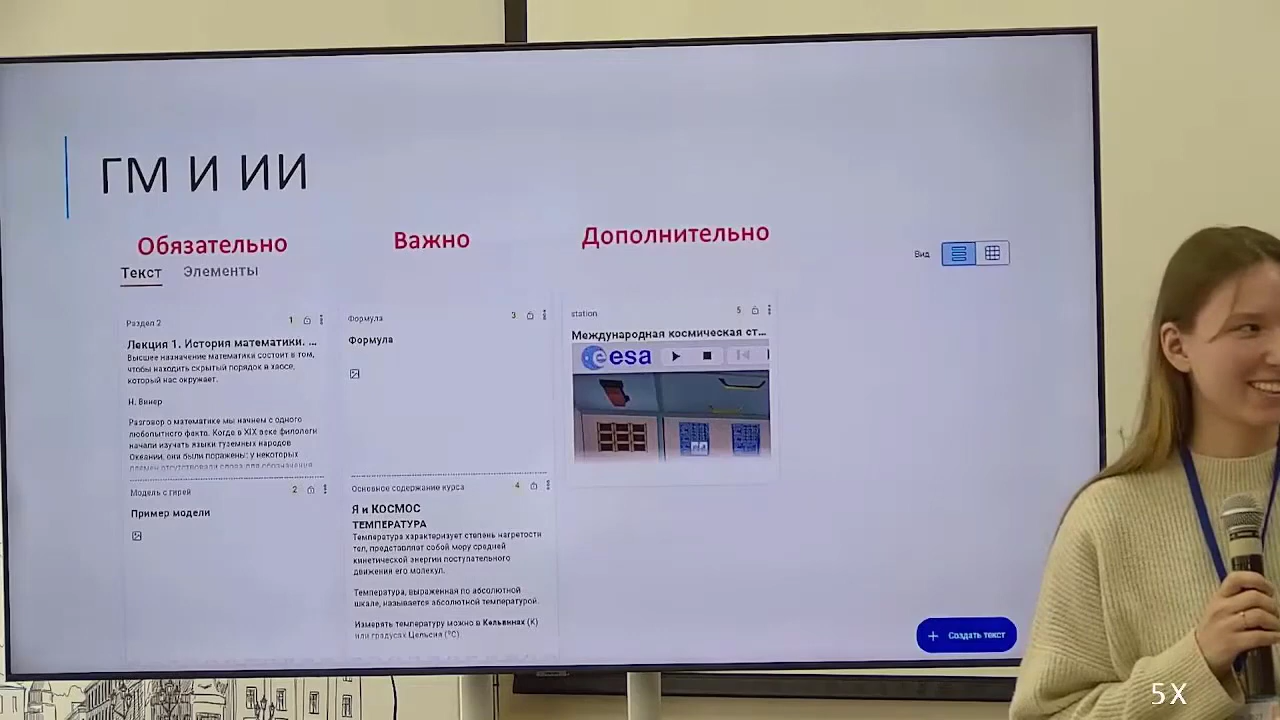 ГМ И ИИ
Обязательно
Важно
Дополнительно
Текст Элементы
Вид
Раздел 2 1
Лекция 1. История математики. ...
Высшее назначение математики состоит в том,
чтобы находить скрытый порядок в хаосе,
который нас окружает.
Н. Винер
Разговор о математике мы начнем с одного
любопытного факта. Когда в XIX веке филологи
начали изучать языки туземных народов
Океании, они были поражены: у некоторых
племен отсутствовали слова для обозначения
Модель с гирей 2
Пример модели
Формула 3
Формула
Основное содержание курса 4
Я и КОСМОС
ТЕМПЕРАТУРА
Температура характеризует степень нагретости
тел, представляет собой меру средней
кинетической энергии поступательного
движения его молекул.
Температура, выраженная по абсолютной
шкале, называется абсолютной температурой.
Измерять температуру можно в Кельвинах (К)
или градусах Цельсия (°C)
station 5
Международная космическая ст...
esa
+ Создать текст
5X